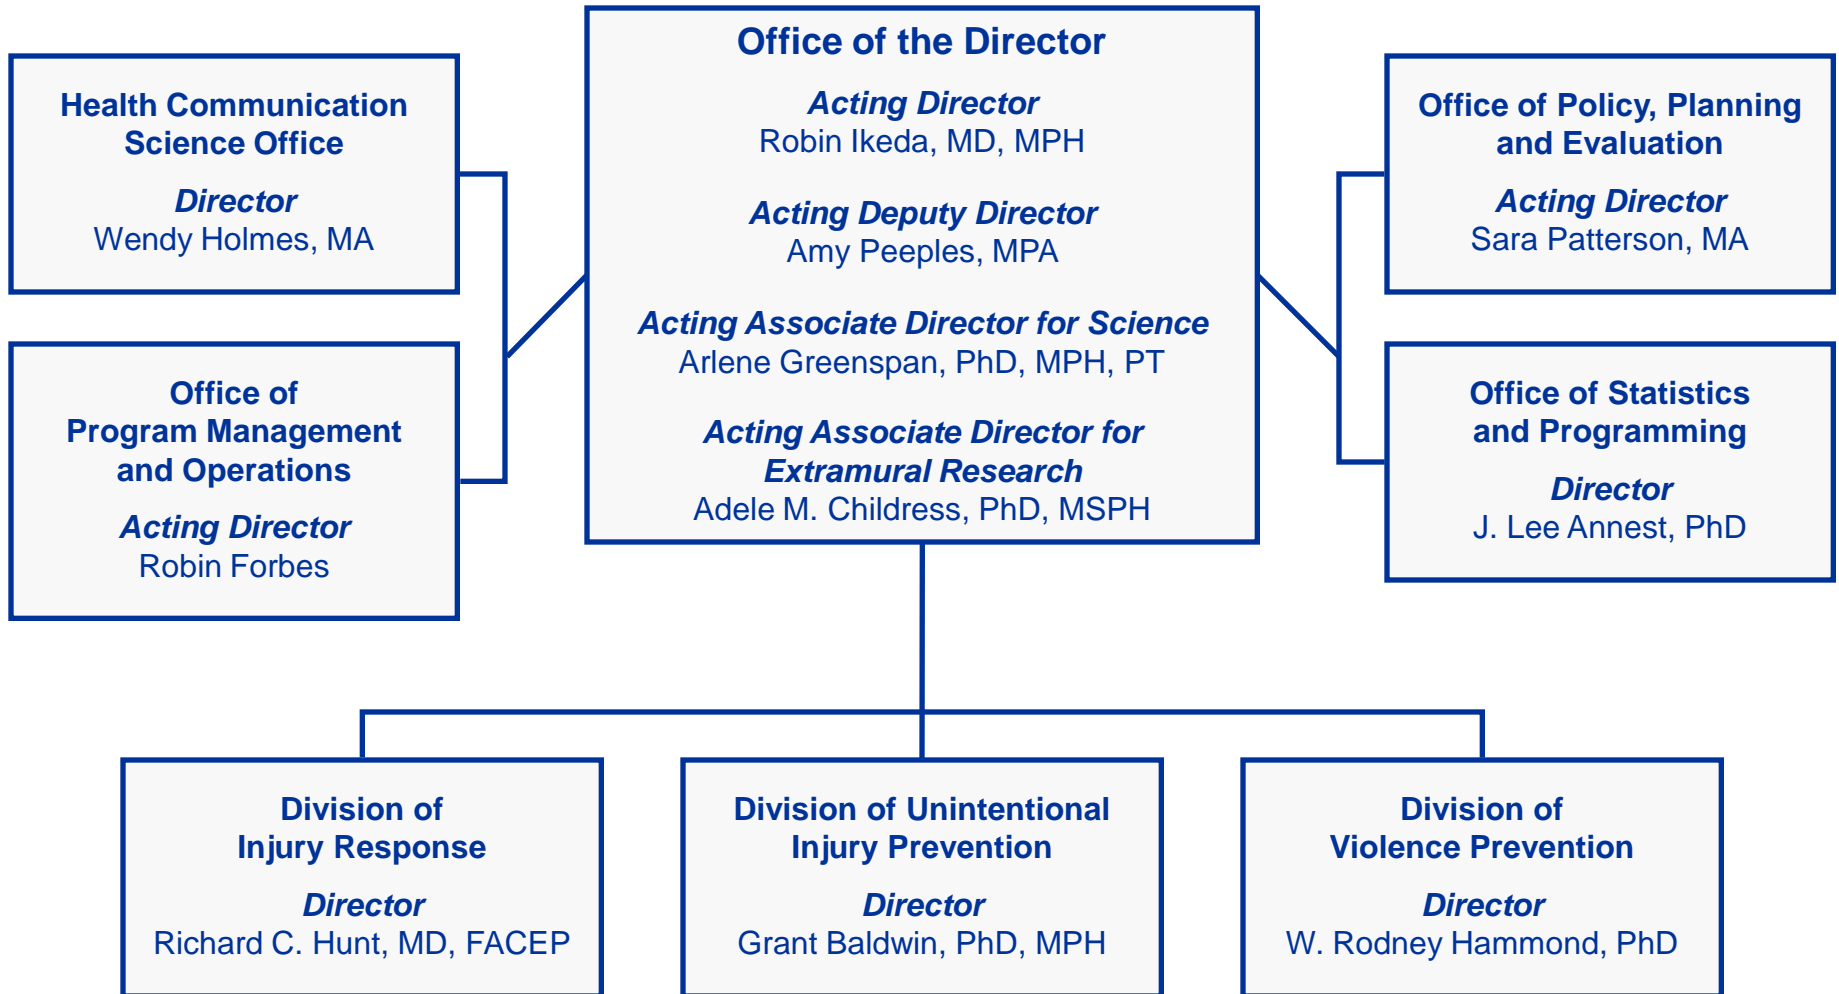 Office of the Director
Acting Director
Robin Ikeda, MD, MPH
Acting Deputy Director
Amy Peeples, MPA
Acting Associate Director for Science
Arlene Greenspan, PhD, MPH, PT
Acting Associate Director for
Extramural Research
Adele M. Childress, PhD, MSPH
Health Communication
Science Office
Director
Wendy Holmes, MA
Office of
Program Management
and Operations
Acting Director
Robin Forbes
Office of Policy, Planning
and Evaluation
Acting Director
Sara Patterson, MA
Office of Statistics
and Programming
Director
J. Lee Annest, PhD
Division of
Injury Response
Director
Richard C. Hunt, MD, FACEP
Division of Unintentional
Injury Prevention
Director
Grant Baldwin, PhD, MPH
Division of
Violence Prevention
Director
W. Rodney Hammond, PhD